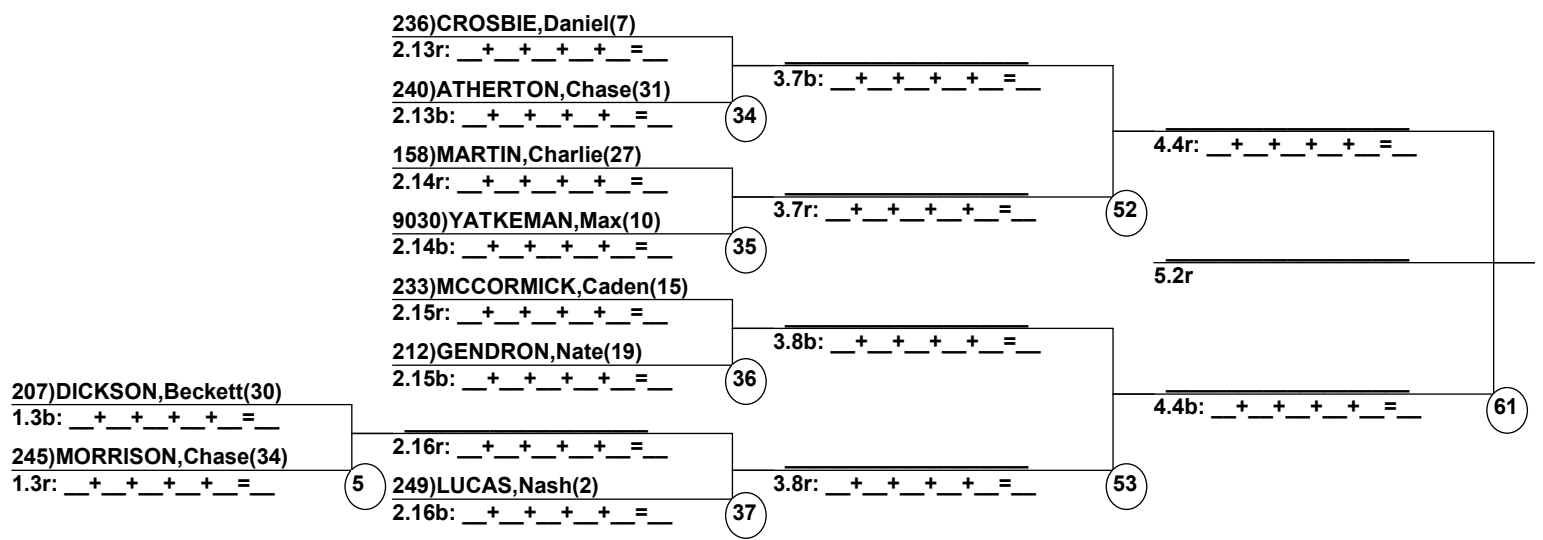 236)CROSBIE,Daniel(7)
2.13r: __+__+__+__+__=__
240)ATHERTON,Chase(31)
2.13b: __+__+__+__+__=__
34
158)MARTIN,Charlie(27)
2.14r: __+__+__+__+__=__
9030)YATKEMAN,Max(10)
2.14b: __+__+__+__+__=__
35
233)MCCORMICK,Caden(15)
2.15r: __+__+__+__+__=__
212)GENDRON,Nate(19)
2.15b: __+__+__+__+__=__
36
207)DICKSON,Beckett(30)
1.3b: __+__+__+__+__=__
245)MORRISON,Chase(34)
1.3r: __+__+__+__+__=__
5
2.16r: __+__+__+__+__=__
249)LUCAS,Nash(2)
2.16b: __+__+__+__+__=__
37
3.7b: __+__+__+__+__=__
3.7r: __+__+__+__+__=__
52
3.8b: __+__+__+__+__=__
3.8r: __+__+__+__+__=__
53
4.4r: __+__+__+__+__=__
5.2r
4.4b: __+__+__+__+__=__
61